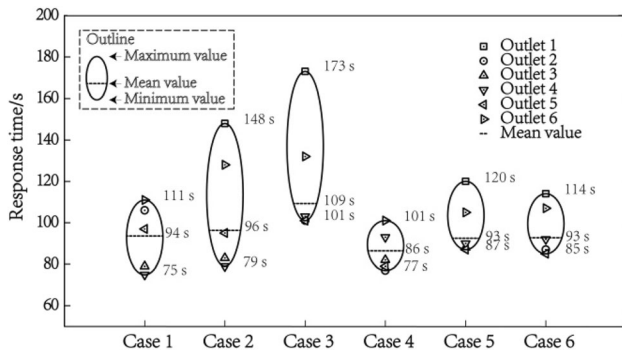 200
180
160
140
120
100
80
60
Response time/s
Outline
Maximum value
Mean value
Minimum value
Outlet 1
Outlet 2
Outlet 3
Outlet 4
Outlet 5
Outlet 6
Mean value
111 s
94 s
75 s
148 s
96 s
79 s
173 s
109 s
101 s
101 s
86 s
77 s
120 s
93 s
87 s
114 s
93 s
85 s
Case 1 Case 2 Case 3 Case 4 Case 5 Case 6